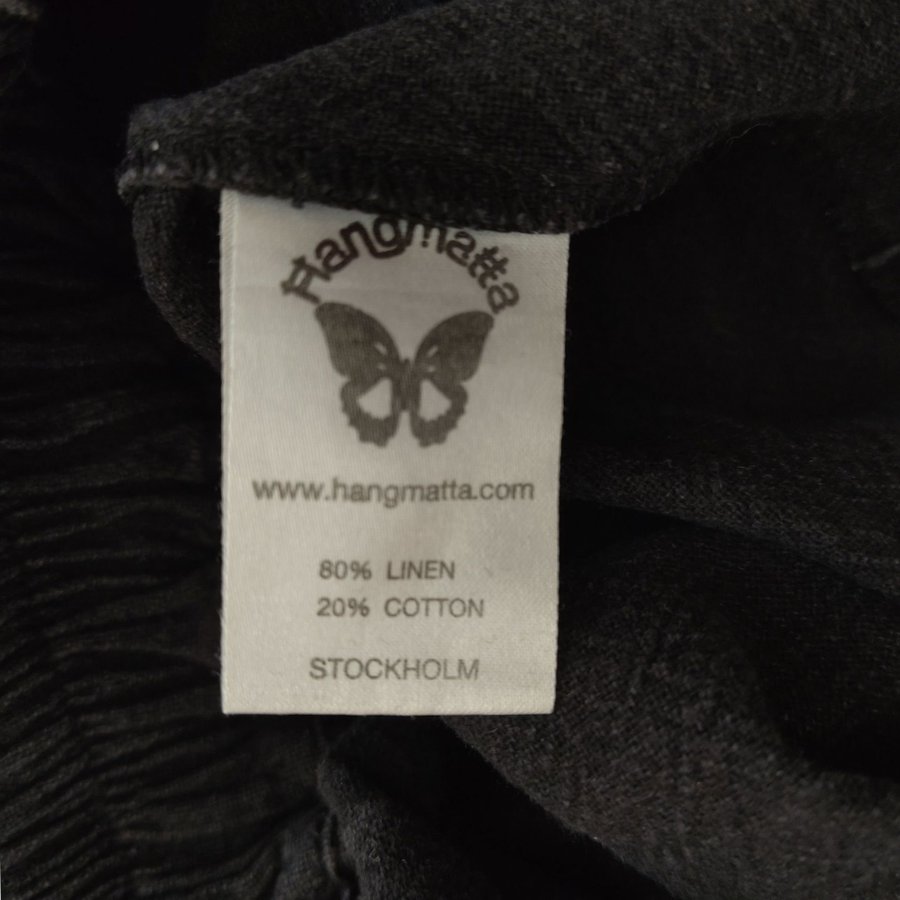 Hangmatta
www.hangmatta.com
80% LINEN
20% COTTON
STOCKHOLM